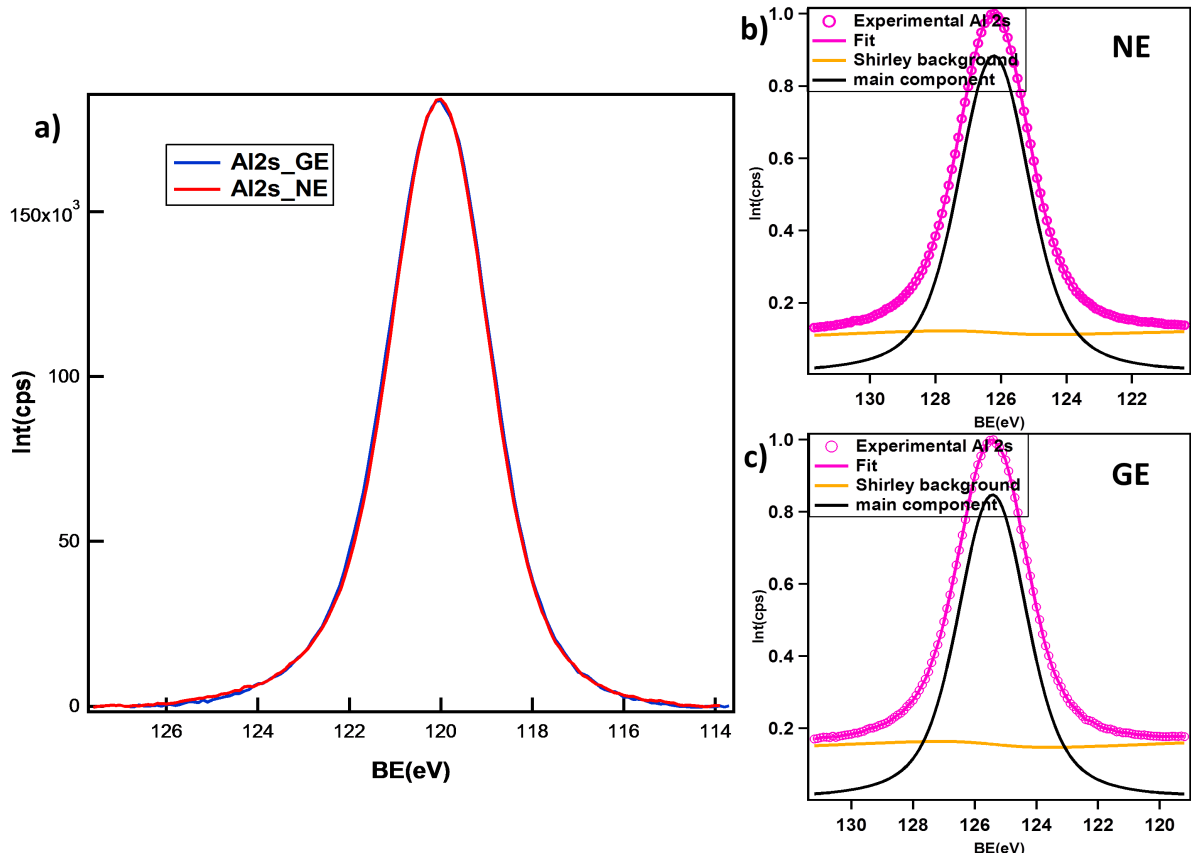 a)
Al2s_GE
Al2s_NE
150x10³
100
50
0
Int(cps)
126
124
122
120
118
116
114
BE(eV)
b)
NE
Experimental Al 2s
Fit
Shirley background
main component
1.0
0.8
0.6
0.4
0.2
Int(cps)
130
128
126
124
122
BE(eV)
c)
GE
Experimental Al 2s
Fit
Shirley background
main component
1.0
0.8
0.6
0.4
0.2
Int(cps)
130
128
126
124
122
120
BE(eV)